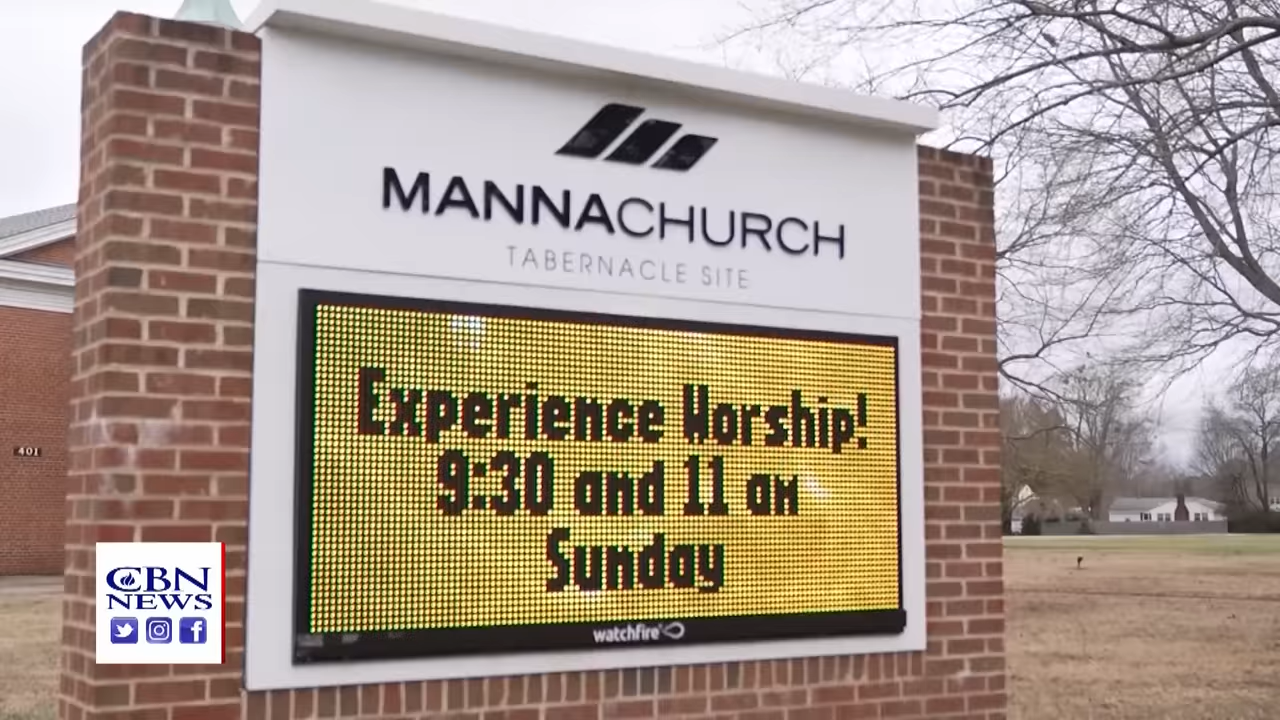 MANNACHURCH
TABERNACLE SITE
Experience Worship!
9:30 and 11 am
Sunday
watchfire
401
CBN
NEWS